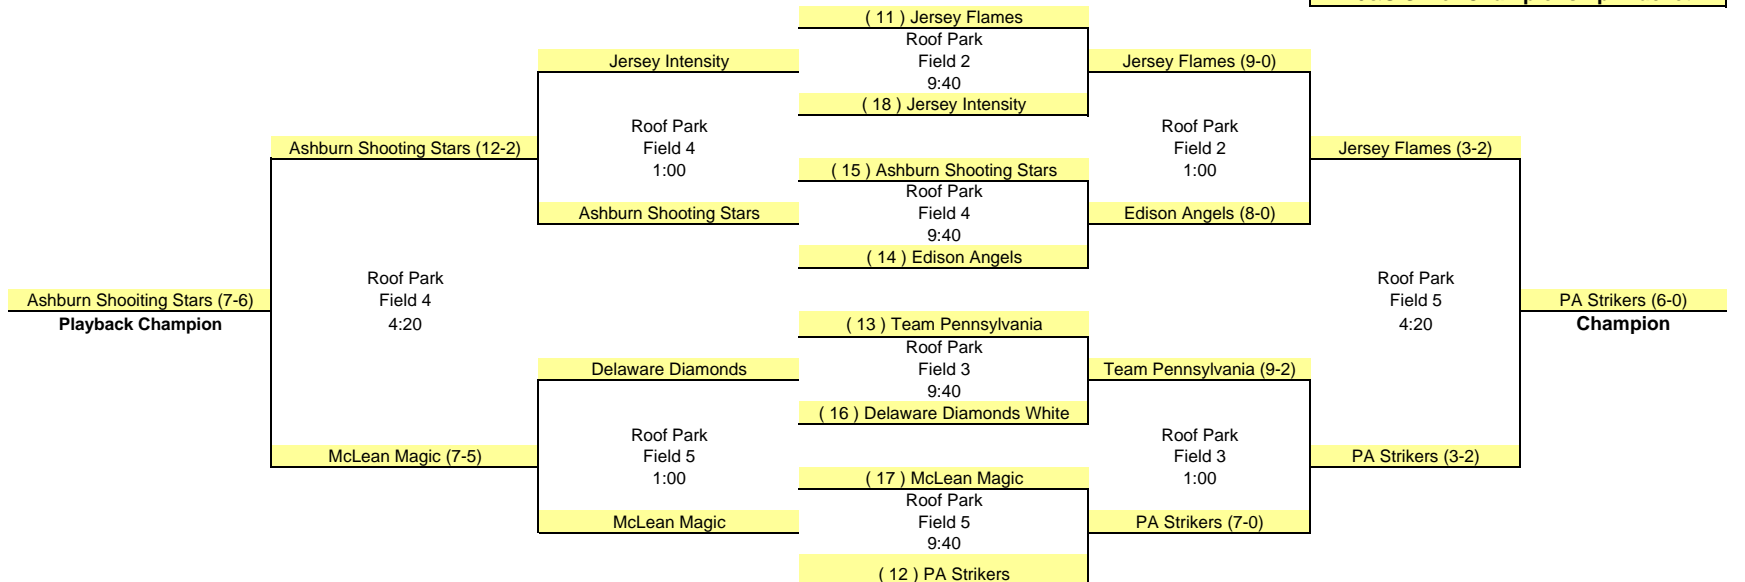 ( 11 ) Jersey Flames
Roof Park
Jersey Intensity
Field 2
Jersey Flames (9-0)
9:40
( 18 ) Jersey Intensity
Roof Park
Roof Park
Ashburn Shooting Stars (12-2)
Field 4
Field 2
Jersey Flames (3-2)
1:00
( 15 ) Ashburn Shooting Stars
1:00
Roof Park
Ashburn Shooting Stars
Field 4
Edison Angels (8-0)
9:40
( 14 ) Edison Angels
Roof Park
Roof Park
Ashburn Shooiting Stars (7-6)
Field 4
Field 5
PA Strikers (6-0)
Playback Champion
4:20
( 13 ) Team Pennsylvania
4:20
Champion
Roof Park
Delaware Diamonds
Field 3
Team Pennsylvania (9-2)
9:40
( 16 ) Delaware Diamonds White
Roof Park
Roof Park
McLean Magic (7-5)
Field 5
Field 3
PA Strikers (3-2)
1:00
( 17 ) McLean Magic
1:00
Roof Park
McLean Magic
Field 5
PA Strikers (7-0)
9:40
( 12 ) PA Strikers